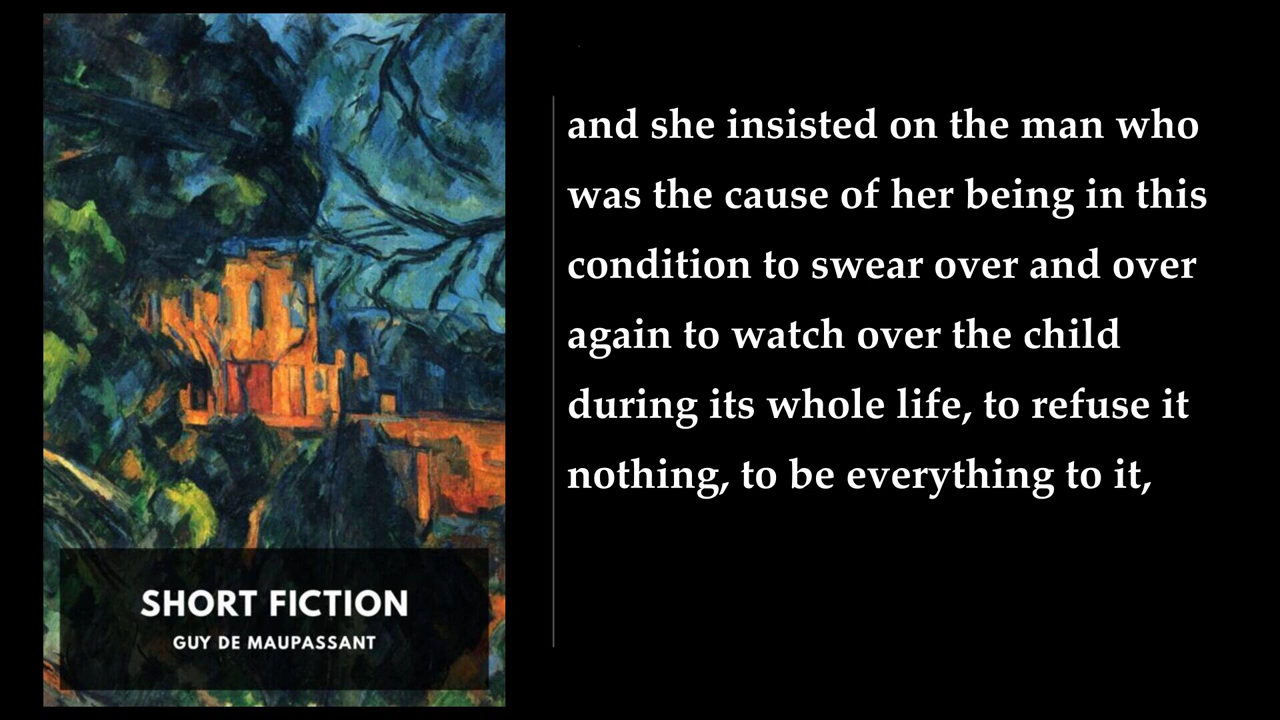 SHORT FICTION
GUY DE MAUPASSANT
and she insisted on the man who
was the cause of her being in this
condition to swear over and over
again to watch over the child
during its whole life, to refuse it
nothing, to be everything to it,